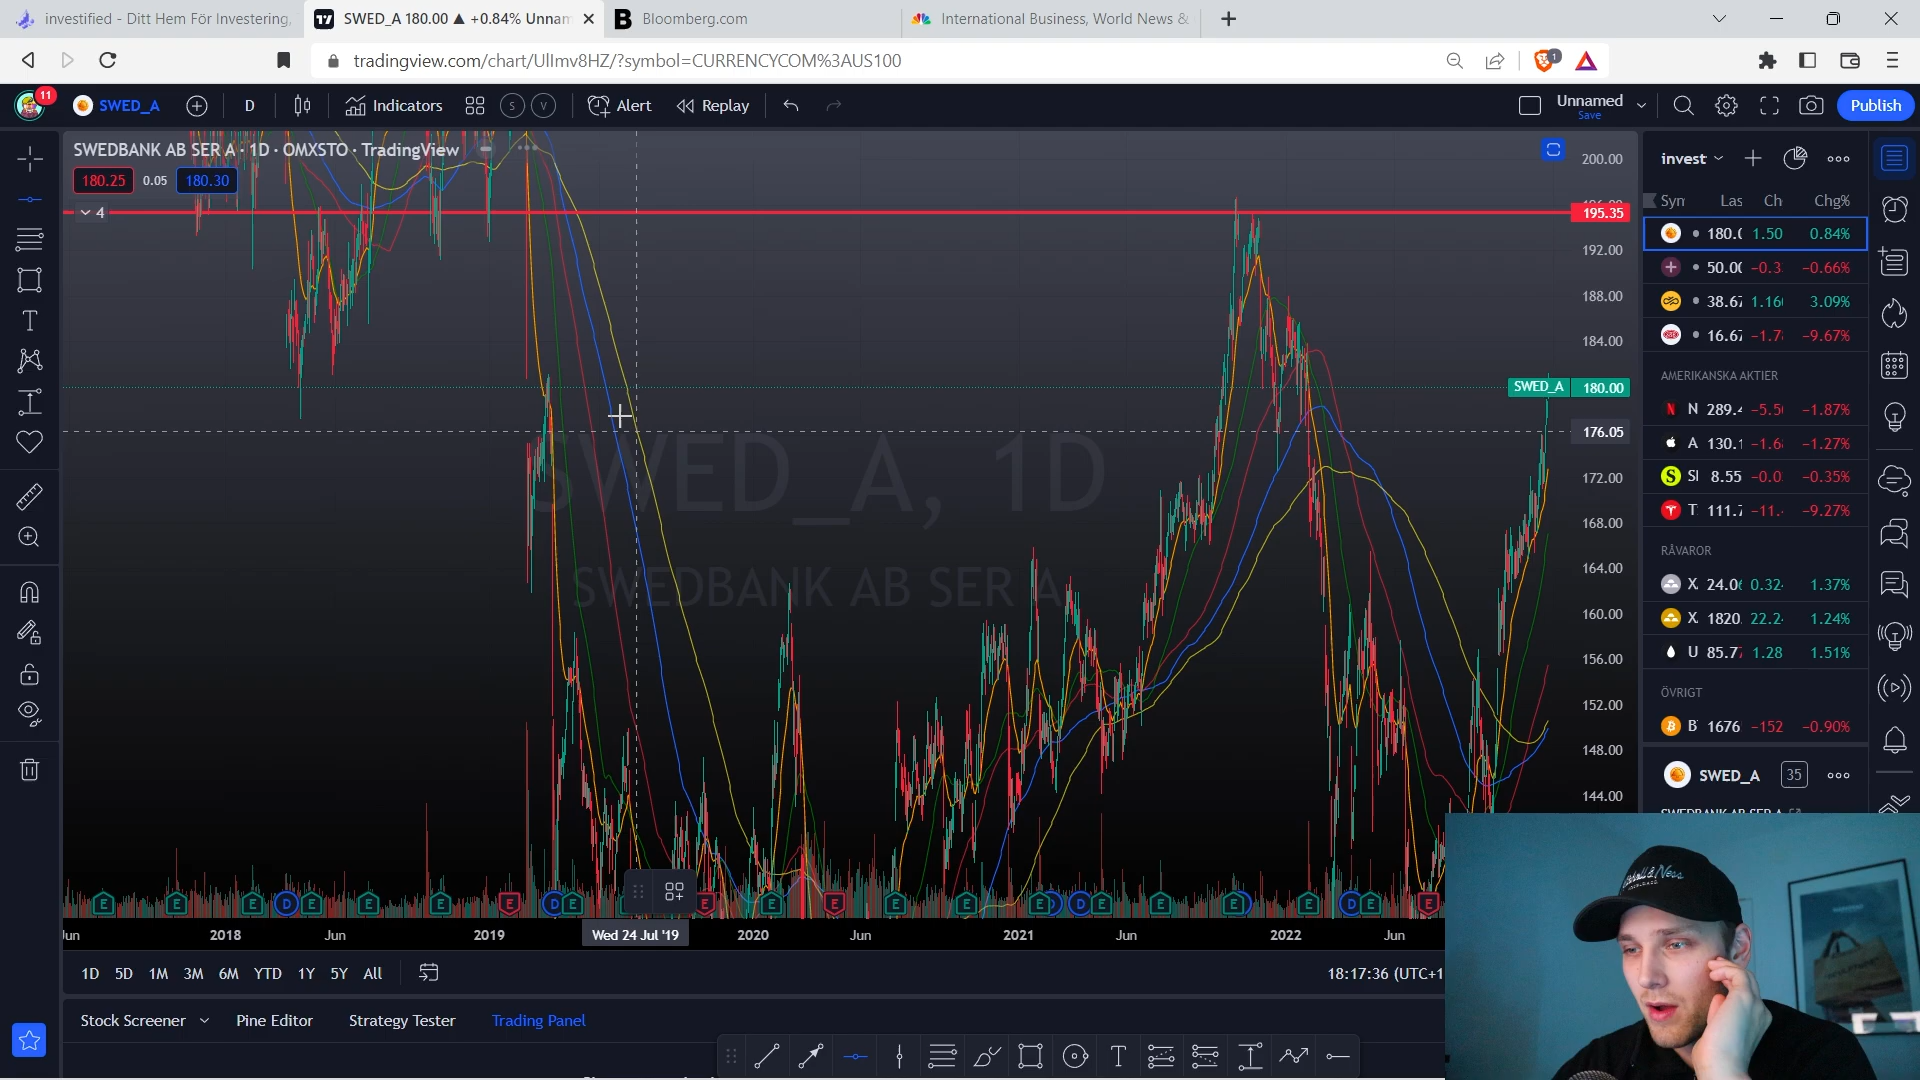 investified - Ditt Hem För Investering,
SWED_A 180.00 ▲ +0.84% Unnam
Bloomberg.com
International Business, World News &
tradingview.com/chart/UlImv8HZ/?symbol=CURRENCYCOM%3AUS100
1
11
SWED_A
D
Indicators
S
V
Alert
Replay
Unnamed
Save
Publish
SWEDBANK AB SER A · 1D · OMXSTO · TradingView
180.25
0.05
180.30
4
SWED_A, 1D
SWEDBANK AB SER A
200.00
195.35
192.00
188.00
184.00
SWED_A 180.00
176.05
172.00
168.00
164.00
160.00
156.00
152.00
148.00
144.00
invest
Chg%
180.0 1.50 0.84%
50.00 -0.3 -0.66%
38.67 1.16 3.09%
16.67 -1.7 -9.67%
AMERIKANSKA AKTIER
N 289.4 -5.5 -1.87%
A 130.1 -1.6 -1.27%
8.55 -0.0 -0.35%
T 111.7 -11. -9.27%
RÅVAROR
X 24.0 0.32 1.37%
X 1820 22.2 1.24%
U 85.7 1.28 1.51%
ÖVRIGT
B 1676 -152 -0.90%
SWED_A
35
E E E D E E E E D E E E E E E E D D E E E D E E D E E
2018
Jun
2019
Wed 24 Jul '19
2020
Jun
2021
Jun
2022
Jun
1D 5D 1M 3M 6M YTD 1Y 5Y All
18:17:36 (UTC+1
Stock Screener
Pine Editor
Strategy Tester
Trading Panel